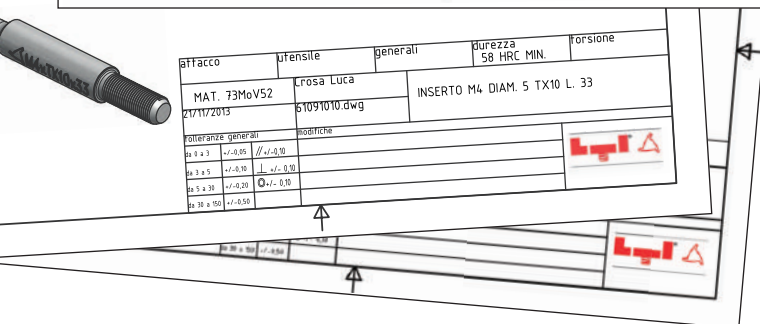 M4xTX10x33
attacco
utensile
generali
durezza
58 HRC MIN.
torsione
MAT. 73MoV52
Crosa Luca
INSERTO M4 DIAM. 5 TX10 L. 33
21/11/2013
61091010.dwg
tolleranze generali
modifiche
da 0 a 3 +/-0,05 // +/-0,10
da 3 a 5 +/-0,10 ⊥ +/- 0,10
da 5 a 30 +/-0,20 ◎ +/- 0,10
da 30 a 150 +/-0,50
da 30 a 150 +/-0,50